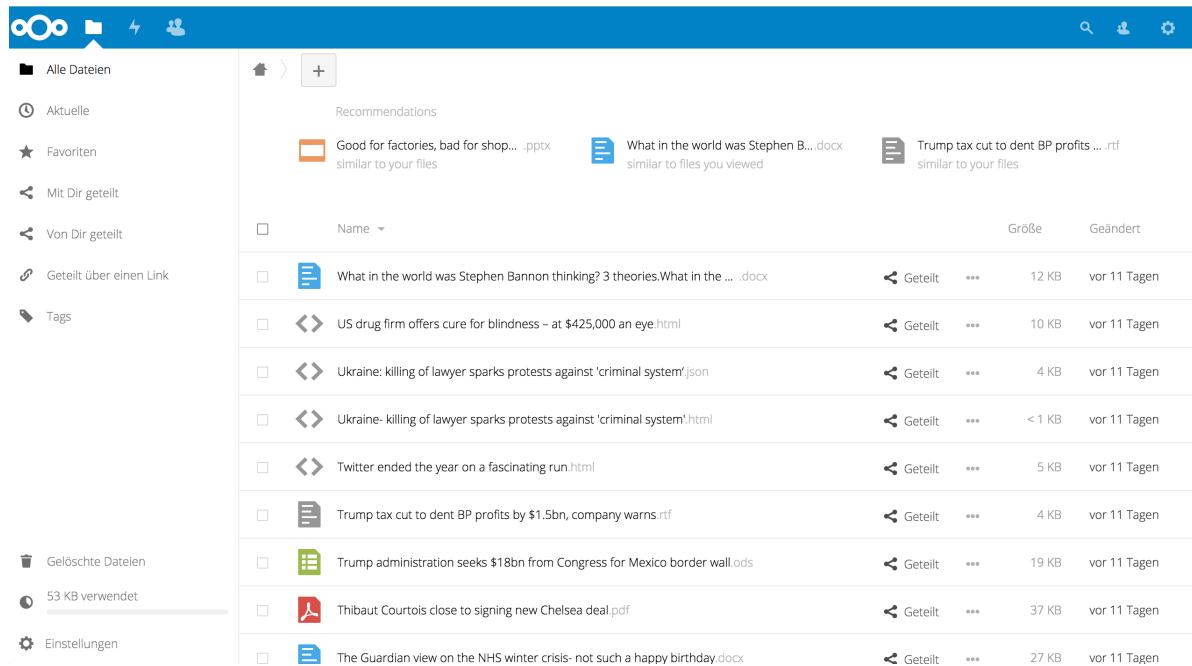 Alle Dateien
Aktuelle
Favoriten
Mit Dir geteilt
Von Dir geteilt
Geteilt über einen Link
Tags
Gelöschte Dateien
53 KB verwendet
Einstellungen
+
Recommendations
Good for factories, bad for shop... .pptx
similar to your files
What in the world was Stephen B... .docx
similar to files you viewed
Trump tax cut to dent BP profits ... .rtf
similar to your files
Name Größe Geändert
What in the world was Stephen Bannon thinking? 3 theories.What in the ... .docx Geteilt 12 KB vor 11 Tagen
US drug firm offers cure for blindness – at $425,000 an eye.html Geteilt 10 KB vor 11 Tagen
Ukraine: killing of lawyer sparks protests against 'criminal system'.json Geteilt 4 KB vor 11 Tagen
Ukraine- killing of lawyer sparks protests against 'criminal system'.html Geteilt < 1 KB vor 11 Tagen
Twitter ended the year on a fascinating run.html Geteilt 5 KB vor 11 Tagen
Trump tax cut to dent BP profits by $1.5bn, company warns.rtf Geteilt 4 KB vor 11 Tagen
Trump administration seeks $18bn from Congress for Mexico border wall.ods Geteilt 19 KB vor 11 Tagen
Thibaut Courtois close to signing new Chelsea deal.pdf Geteilt 37 KB vor 11 Tagen
The Guardian view on the NHS winter crisis- not such a happy birthday.docx Geteilt 27 KB vor 11 Tagen